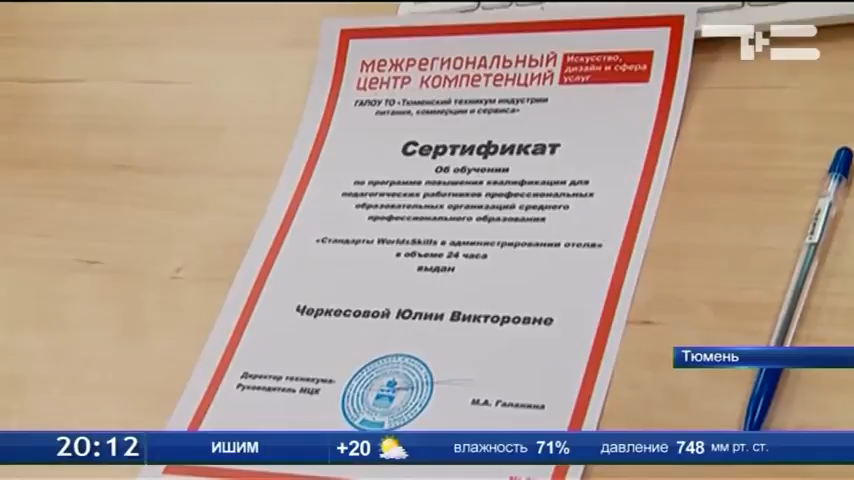 Т+С
МЕЖРЕГИОНАЛЬНЫЙ
ЦЕНТР КОМПЕТЕНЦИЙ
Искусство,
дизайн и сфера
услуг
ГАПОУ ТО «Тюменский техникум индустрии
питания, коммерции и сервиса»
Сертификат
Об обучении
по программе повышения квалификации для
педагогических работников профессиональных
образовательных организаций среднего
профессионального образования
«Стандарты WorldsSkills в администрировании отеля»
в объеме 24 часа
выдан
Черкесовой Юлии Викторовне
Директор техникума-
Руководитель МЦК
М.А. Галанина
Тюмень
20:12 ИШИМ +20 влажность 71% давление 748 мм рт. ст.